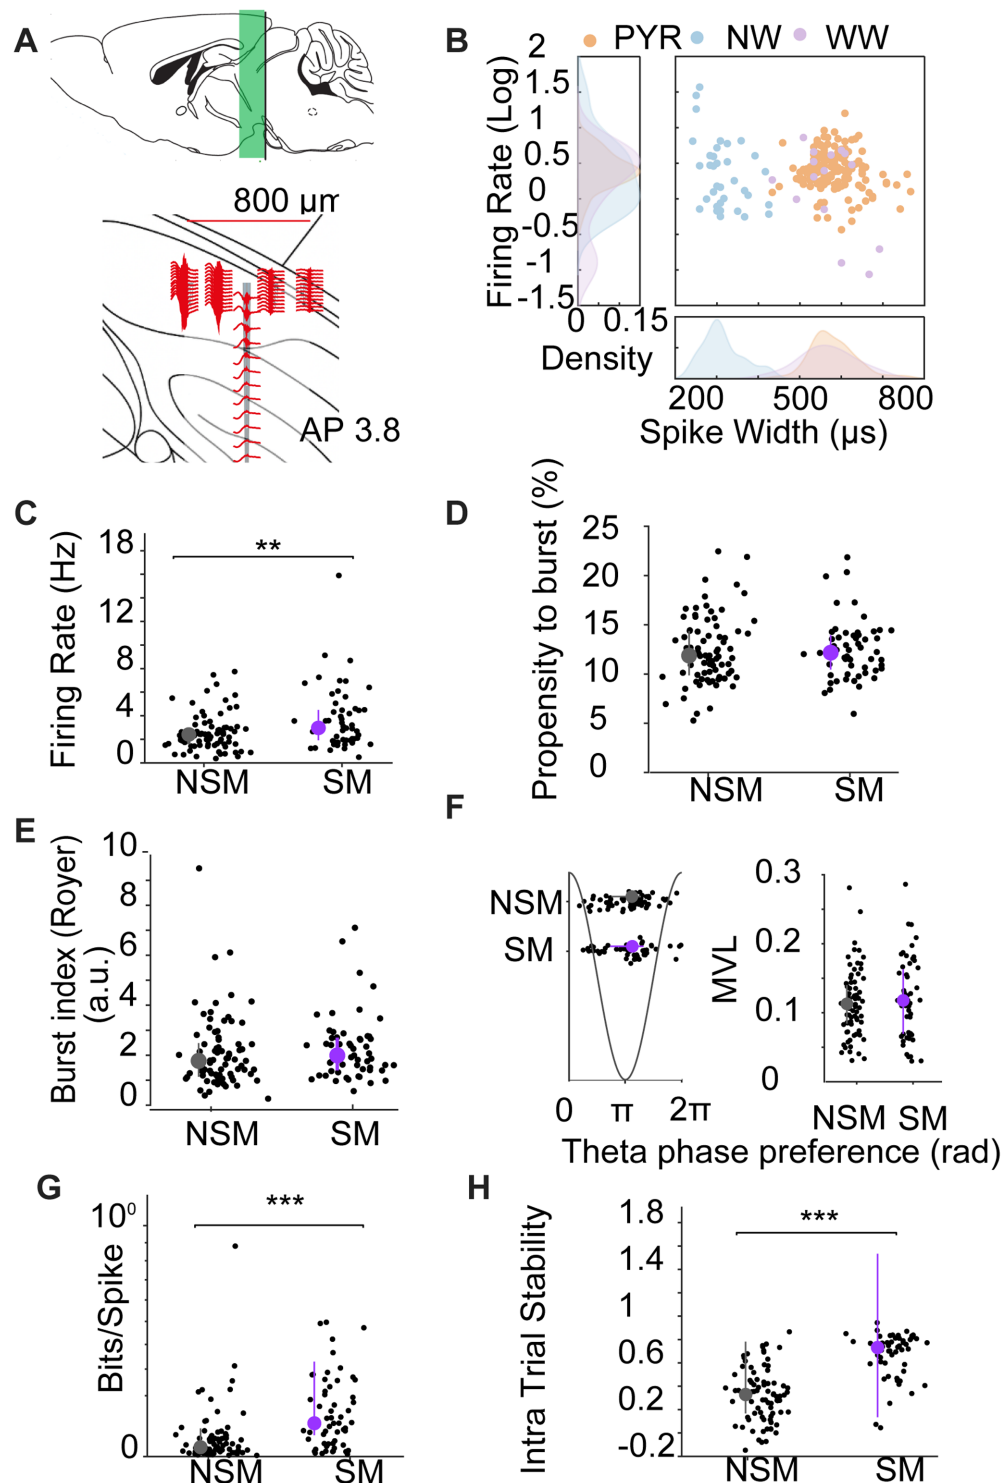 A
800 μm
AP 3.8
B
PYR NW WW
Firing Rate (Log)
2
1
0.5
0
-0.5
-1
-1.5
0 0.15
Density
200 500 800
Spike Width (μs)
C
Firing Rate (Hz)
18
12
8
4
0
**
NSM SM
D
Propensity to burst (%)
25
20
15
10
5
0
NSM SM
E
Burst index (Royer)
(a.u.)
10
8
6
4
2
0
NSM SM
F
NSM
SM
0 π 2π
MVL
0.3
0.2
0.1
0
NSM SM
Theta phase preference (rad)
G
Bits/Spike
10⁰
0
***
NSM SM
H
Intra Trial Stability
1.8
1.4
1
0.6
0.2
-0.2
***
NSM SM